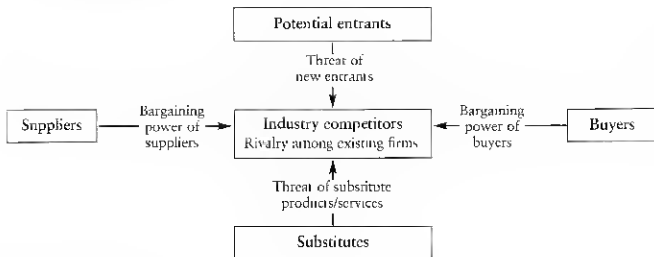 Potential entrants
Threat of
new entrants
Suppliers
Bargaining
power of
suppliers
Industry competitors
Rivalry among existing firms
Bargaining
power of
buyers
Buyers
Threat of substitute
products/services
Substitutes